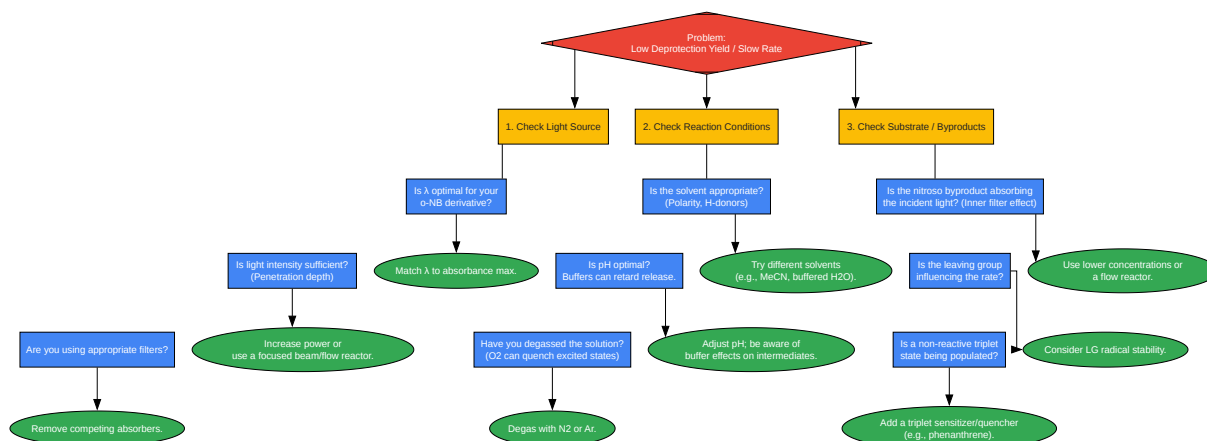 Problem:
Low Deprotection Yield / Slow Rate
1. Check Light Source
2. Check Reaction Conditions
3. Check Substrate / Byproducts
Is λ optimal for your
o-NB derivative?
Is the solvent appropriate?
(Polarity, H-donors)
Is the nitroso byproduct absorbing
the incident light? (Inner filter effect)
Is light intensity sufficient?
(Penetration depth)
Match λ to absorbance max.
Is pH optimal?
Buffers can retard release.
Try different solvents
(e.g., MeCN, buffered H2O).
Is the leaving group
influencing the rate?
Use lower concentrations or
a flow reactor.
Are you using appropriate filters?
Increase power or
use a focused beam/flow reactor.
Have you degassed the solution?
(O2 can quench excited states)
Adjust pH; be aware of
buffer effects on intermediates.
Is a non-reactive triplet
state being populated?
Consider LG radical stability.
Remove competing absorbers.
Degas with N2 or Ar.
Add a triplet sensitizer/quencher
(e.g., phenanthrene).